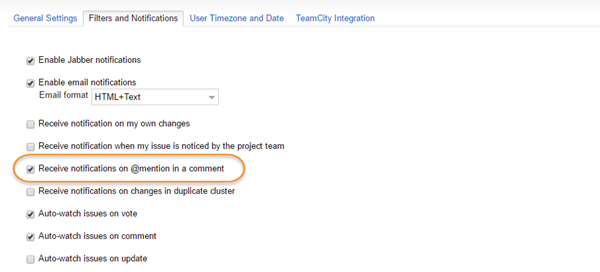 General Settings Filters and Notifications User Timezone and Date TeamCity Integration
Enable Jabber notifications
Enable email notifications
Email format HTML+Text
Receive notification on my own changes
Receive notification when my issue is noticed by the project team
Receive notifications on @mention in a comment
Receive notifications on changes in duplicate cluster
Auto-watch issues on vote
Auto-watch issues on comment
Auto-watch issues on update